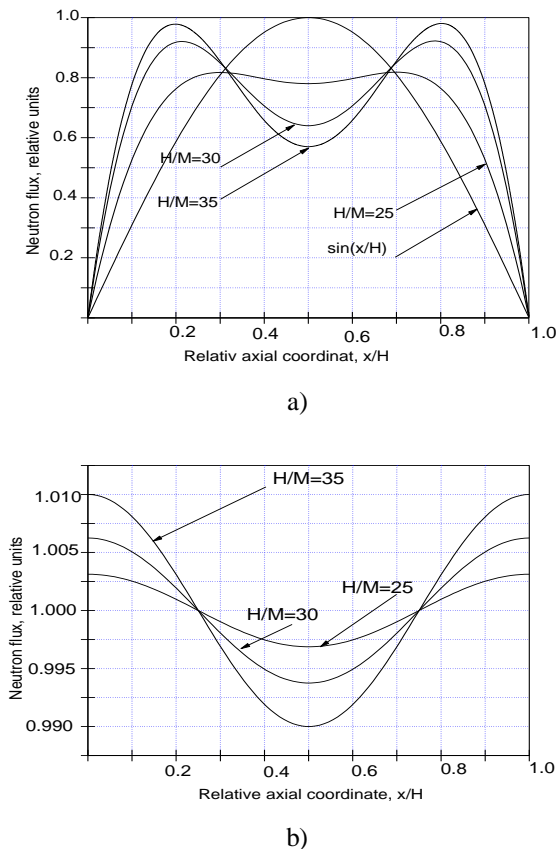 1.0
0.8
0.6
0.4
0.2
Neutron flux, relative units
H/M=30
H/M=35
H/M=25
sin(x/H)
0.2 0.4 0.6 0.8 1.0
Relativ axial coordinat, x/H
a)
1.010
1.005
1.000
0.995
0.990
Neutron flux, relative units
H/M=35
H/M=25
H/M=30
0.2 0.4 0.6 0.8 1.0
Relative axial coordinate, x/H
b)